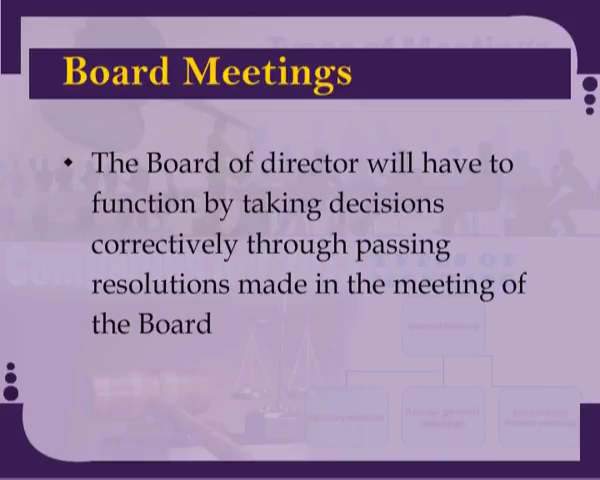 Board Meetings
The Board of director will have to
function by taking decisions
correctively through passing
resolutions made in the meeting of
the Board